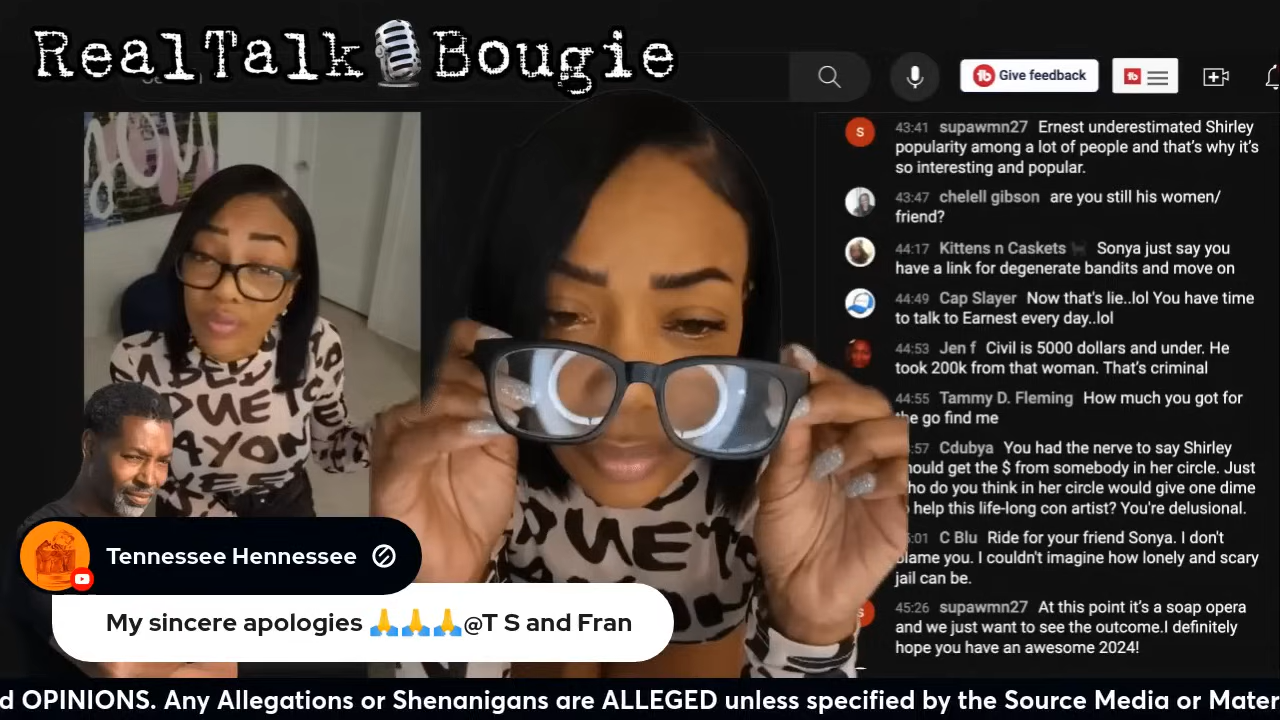 RealTalk Bougie
Give feedback
43:41 supawmn27 Ernest underestimated Shirley
popularity among a lot of people and that’s why it’s
so interesting and popular.
43:47 chelell gibson are you still his women/
friend?
44:17 Kittens n Caskets Sonya just say you
have a link for degenerate bandits and move on
44:49 Cap Slayer Now that's lie..lol You have time
to talk to Earnest every day..lol
44:53 Jen f Civil is 5000 dollars and under. He
took 200k from that woman. That’s criminal
44:55 Tammy D. Fleming How much you got for
the go find me
:57 Cdubya You had the nerve to say Shirley
should get the $ from somebody in her circle. Just
who do you think in her circle would give one dime
help this life-long con artist? You're delusional.
:01 C Blu Ride for your friend Sonya. I don't
blame you. I couldn't imagine how lonely and scary
jail can be.
45:26 supawmn27 At this point it’s a soap opera
and we just want to see the outcome.I definitely
hope you have an awesome 2024!
you
DUETO
AYON
DUETO
Tennessee Hennessee
My sincere apologies 🙏🙏🙏@T S and Fran
d OPINIONS. Any Allegations or Shenanigans are ALLEGED unless specified by the Source Media or Mater